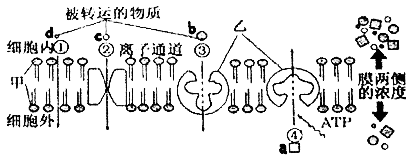 被转运的物质
d c b
细胞内 ① ② 离子通道 ③ 乙
甲
膜两侧的浓度
细胞外
ATP
④
a